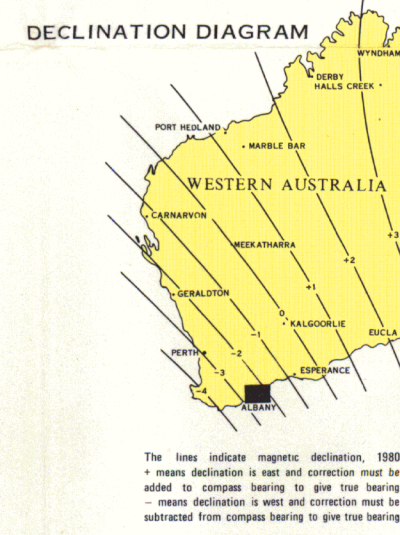 DECLINATION DIAGRAM
WYNDHAM
DERBY
HALLS CREEK
PORT HEDLAND
MARBLE BAR
WESTERN AUSTRALIA
CARNARVON
+3
MEEKATHARRA
+2
+1
GERALDTON
0
KALGOORLIE
EUCLA
-1
PERTH
-2
-3
ESPERANCE
-4
ALBANY
The lines indicate magnetic declination, 1980
+ means declination is east and correction must be
added to compass bearing to give true bearing
− means declination is west and correction must be
subtracted from compass bearing to give true bearing